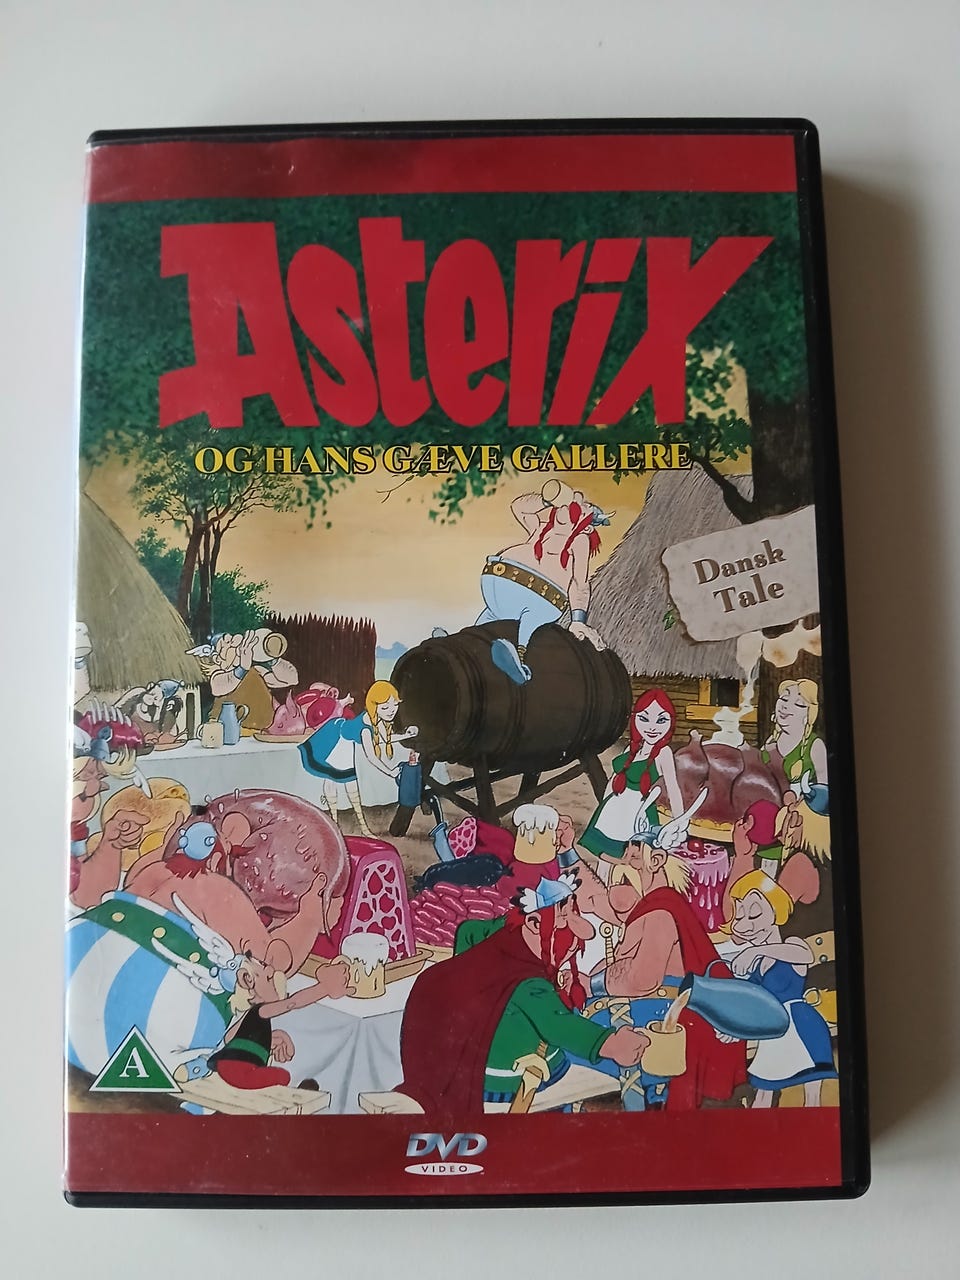 Asterix
OG HANS GÆVE GALLERE
Dansk
Tale
A
DVD
VIDEO